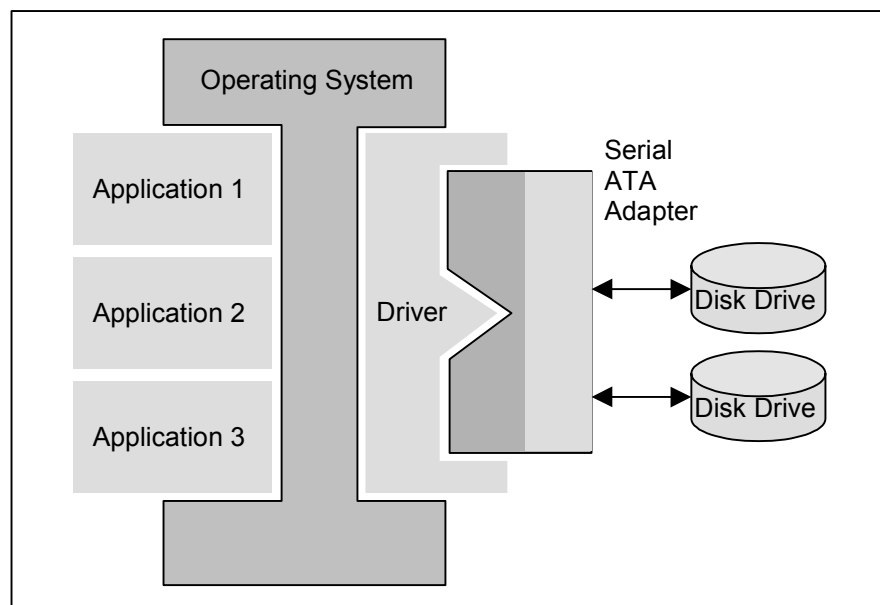 Operating System
Application 1
Application 2
Application 3
Driver
Serial
ATA
Adapter
Disk Drive
Disk Drive